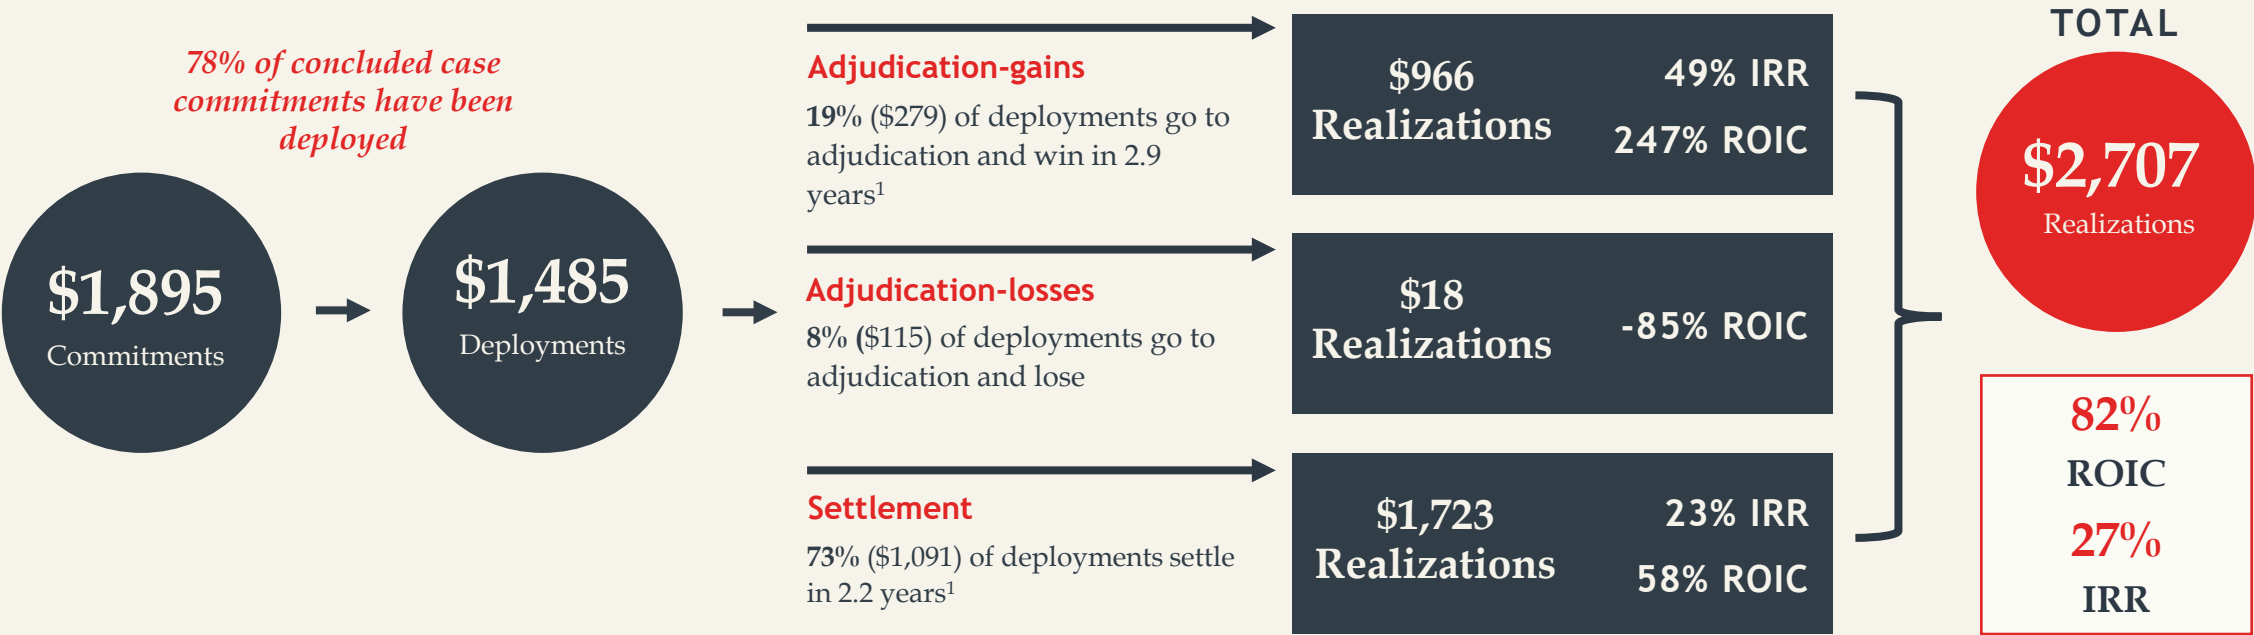 78% of concluded case
commitments have been
deployed
$1,895
Commitments
$1,485
Deployments
Adjudication-gains
19% ($279) of deployments go to
adjudication and win in 2.9
years¹
$966
Realizations
49% IRR
247% ROIC
Adjudication-losses
8% ($115) of deployments go to
adjudication and lose
$18
Realizations
-85% ROIC
Settlement
73% ($1,091) of deployments settle
in 2.2 years¹
$1,723
Realizations
23% IRR
58% ROIC
TOTAL
$2,707
Realizations
82%
ROIC
27%
IRR